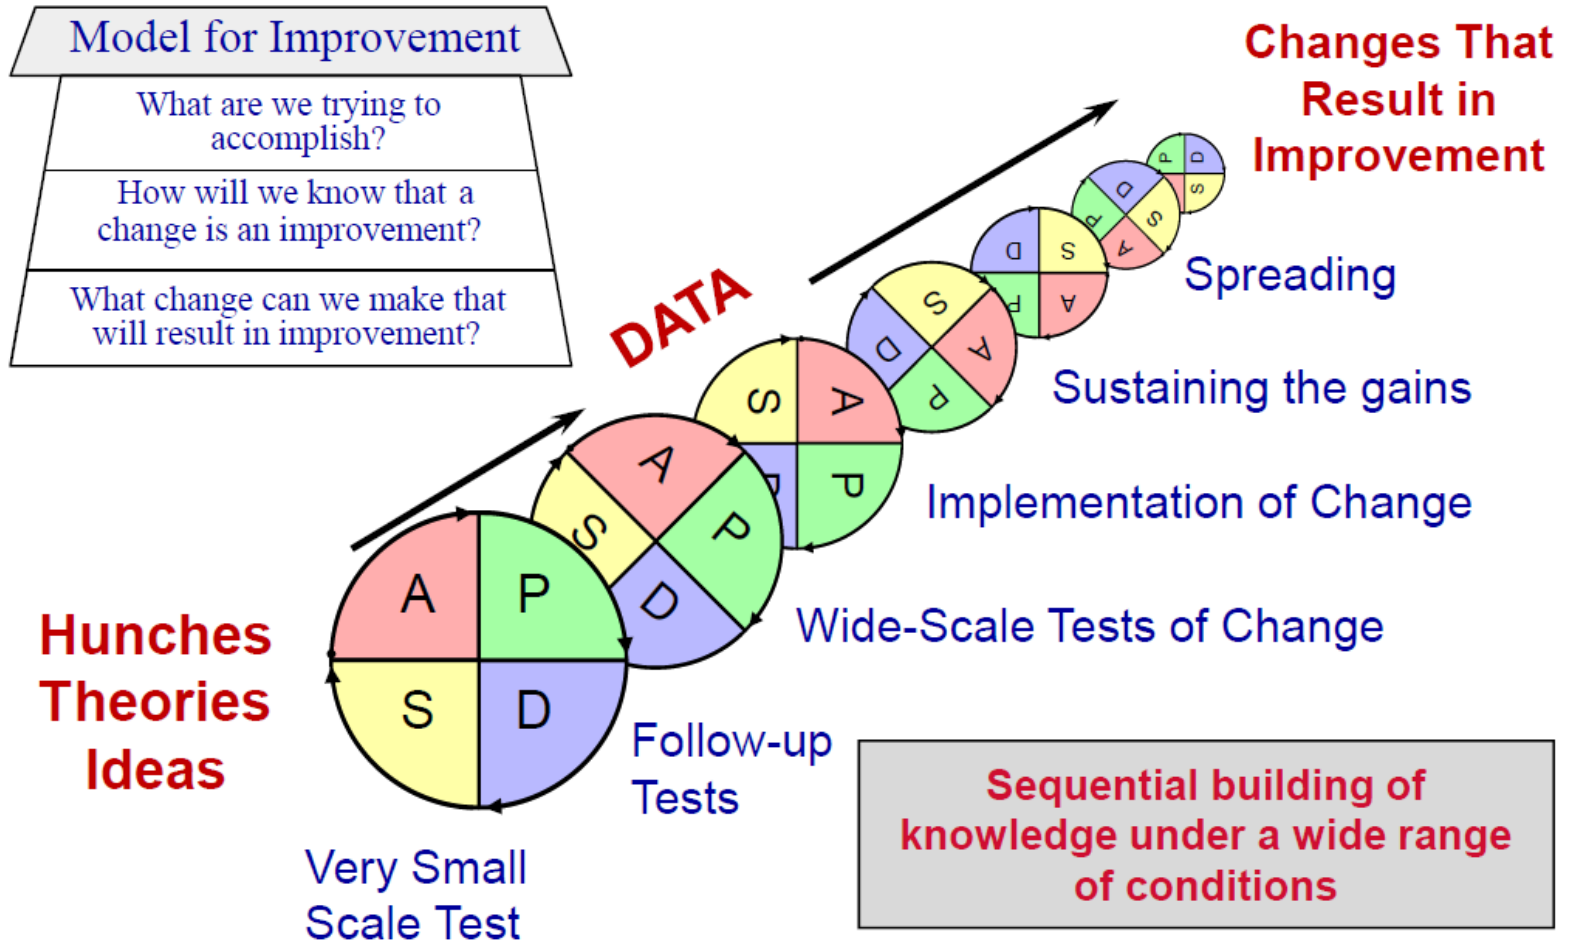 Model for Improvement
What are we trying to
accomplish?
How will we know that a
change is an improvement?
What change can we make that
will result in improvement?
Changes That
Result in
Improvement
DATA
Hunches
Theories
Ideas
A P
S D
Very Small
Scale Test
A
S P
D
Follow-up
Tests
S A
D P
Wide-Scale Tests of Change
S
D A
P
Implementation of Change
D S
P A
Sustaining the gains
D
P S
A
Spreading
P D
S
Sequential building of
knowledge under a wide range
of conditions